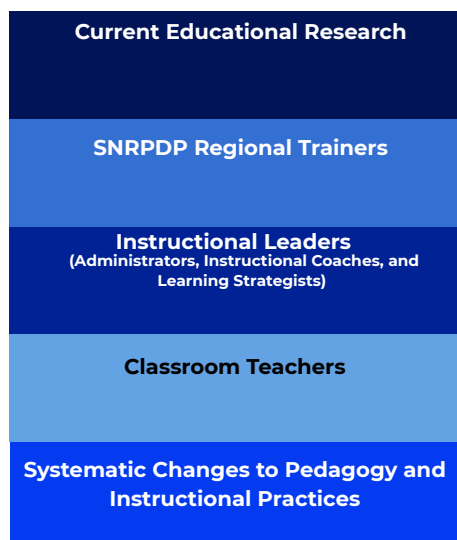 Current Educational Research
SNRPDP Regional Trainers
Instructional Leaders
(Administrators, Instructional Coaches, and
Learning Strategists)
Classroom Teachers
Systematic Changes to Pedagogy and
Instructional Practices